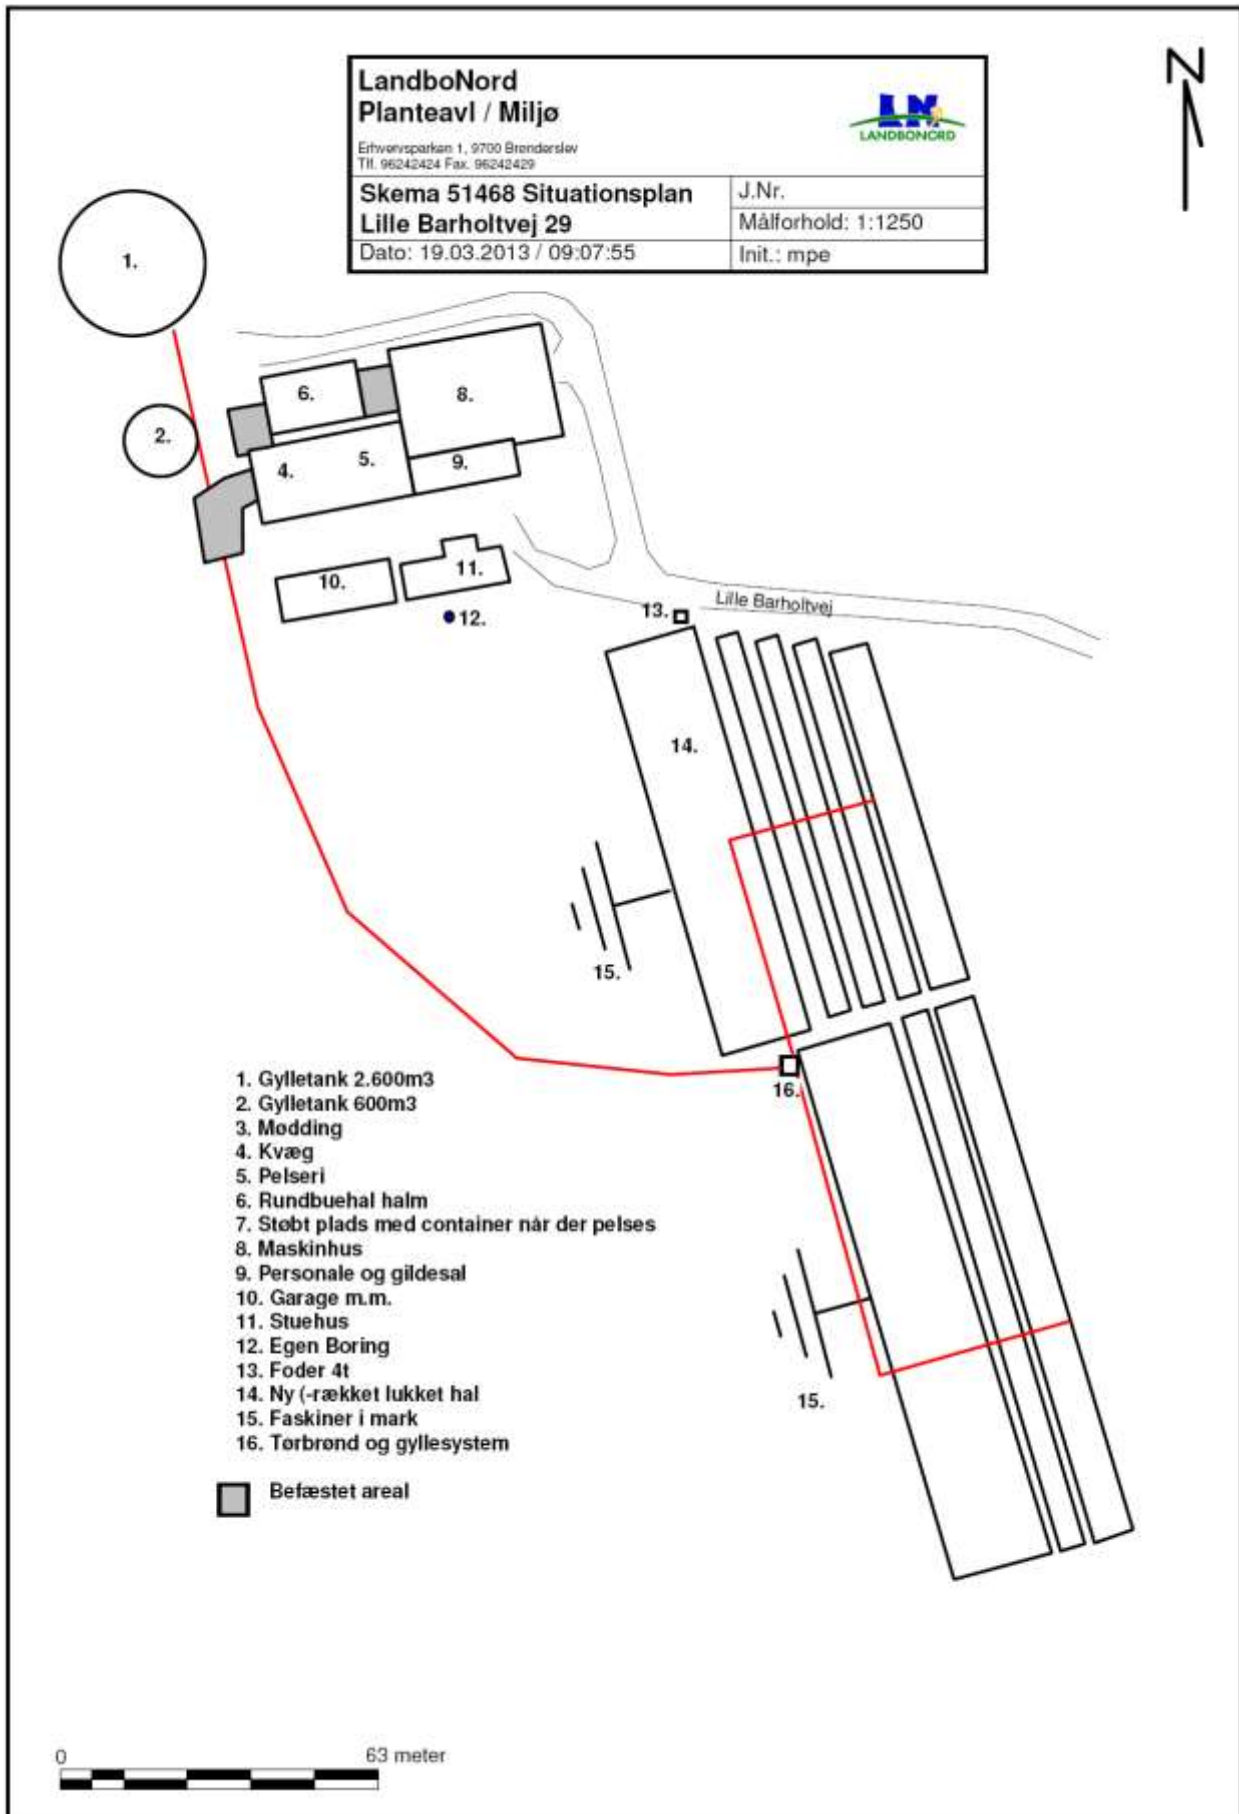 N
LandboNord
Planteavl / Miljø
LANDBONORD
Erhvervsparken 1, 9700 Brønderslev
Tlf. 96242424 Fax. 96242429
Skema 51468 Situationsplan
Lille Barholtvej 29
J.Nr.
Målforhold: 1:1250
Dato: 19.03.2013 / 09:07:55
Init.: mpe
1.
2.
6.
8.
4.
5.
9.
10.
11.
12.
13.
Lille Barholtvej
14.
15.
16.
15.
1. Gylletank 2.600m3
2. Gylletank 600m3
3. Mødding
4. Kvæg
5. Pelseri
6. Rundbuehal halm
7. Støbt plads med container når der pelses
8. Maskinhus
9. Personale og gildesal
10. Garage m.m.
11. Stuehus
12. Egen Boring
13. Foder 4t
14. Ny (-rækket lukket hal
15. Faskiner i mark
16. Tørbrønd og gyllesystem
Befæstet areal
0 63 meter